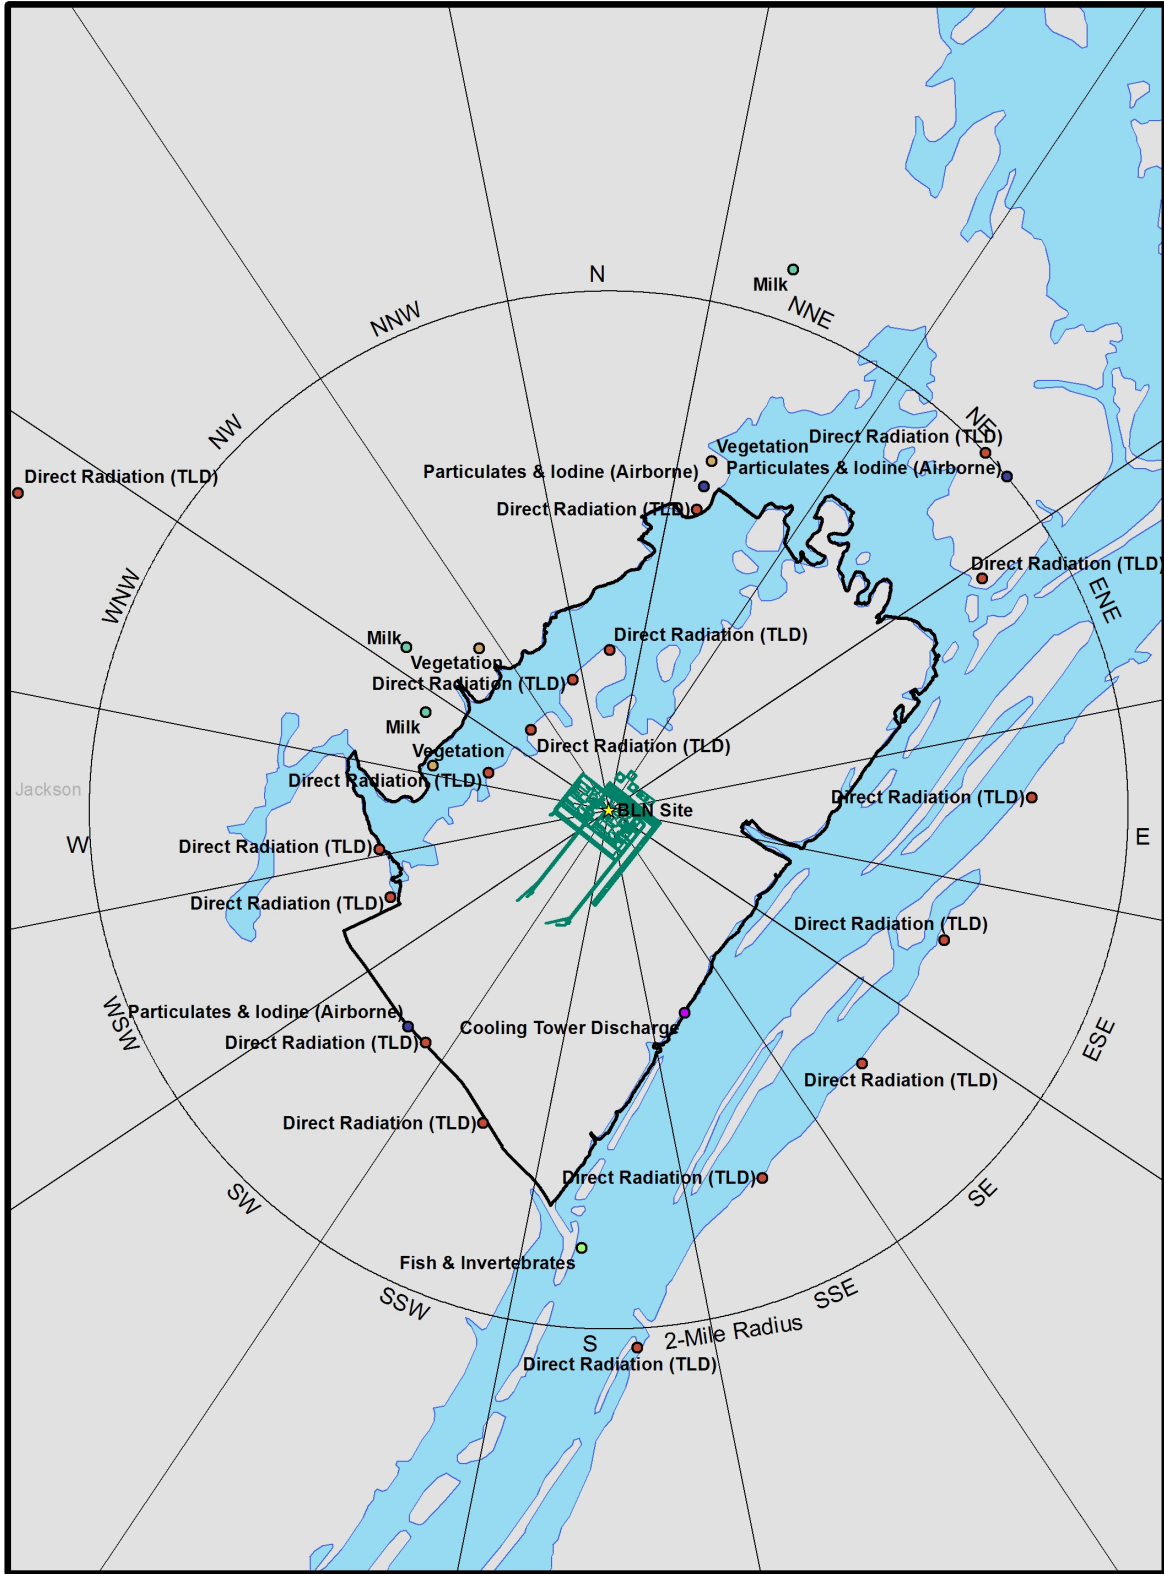 N
Milk
NNE
NNW
NW
NE
Direct Radiation (TLD)
Vegetation
Particulates & Iodine (Airborne)
Particulates & Iodine (Airborne)
Direct Radiation (TLD)
Direct Radiation (TLD)
Direct Radiation (TLD)
ENE
WNW
Milk
Direct Radiation (TLD)
Vegetation
Direct Radiation (TLD)
Milk
Vegetation
Direct Radiation (TLD)
Direct Radiation (TLD)
Jackson
Direct Radiation (TLD)
BLN Site
E
W
Direct Radiation (TLD)
Direct Radiation (TLD)
Direct Radiation (TLD)
Particulates & Iodine (Airborne)
WSW
Cooling Tower Discharge
Direct Radiation (TLD)
ESE
Direct Radiation (TLD)
Direct Radiation (TLD)
Direct Radiation (TLD)
SW
SE
Fish & Invertebrates
SSW
SSE
2-Mile Radius
S
Direct Radiation (TLD)